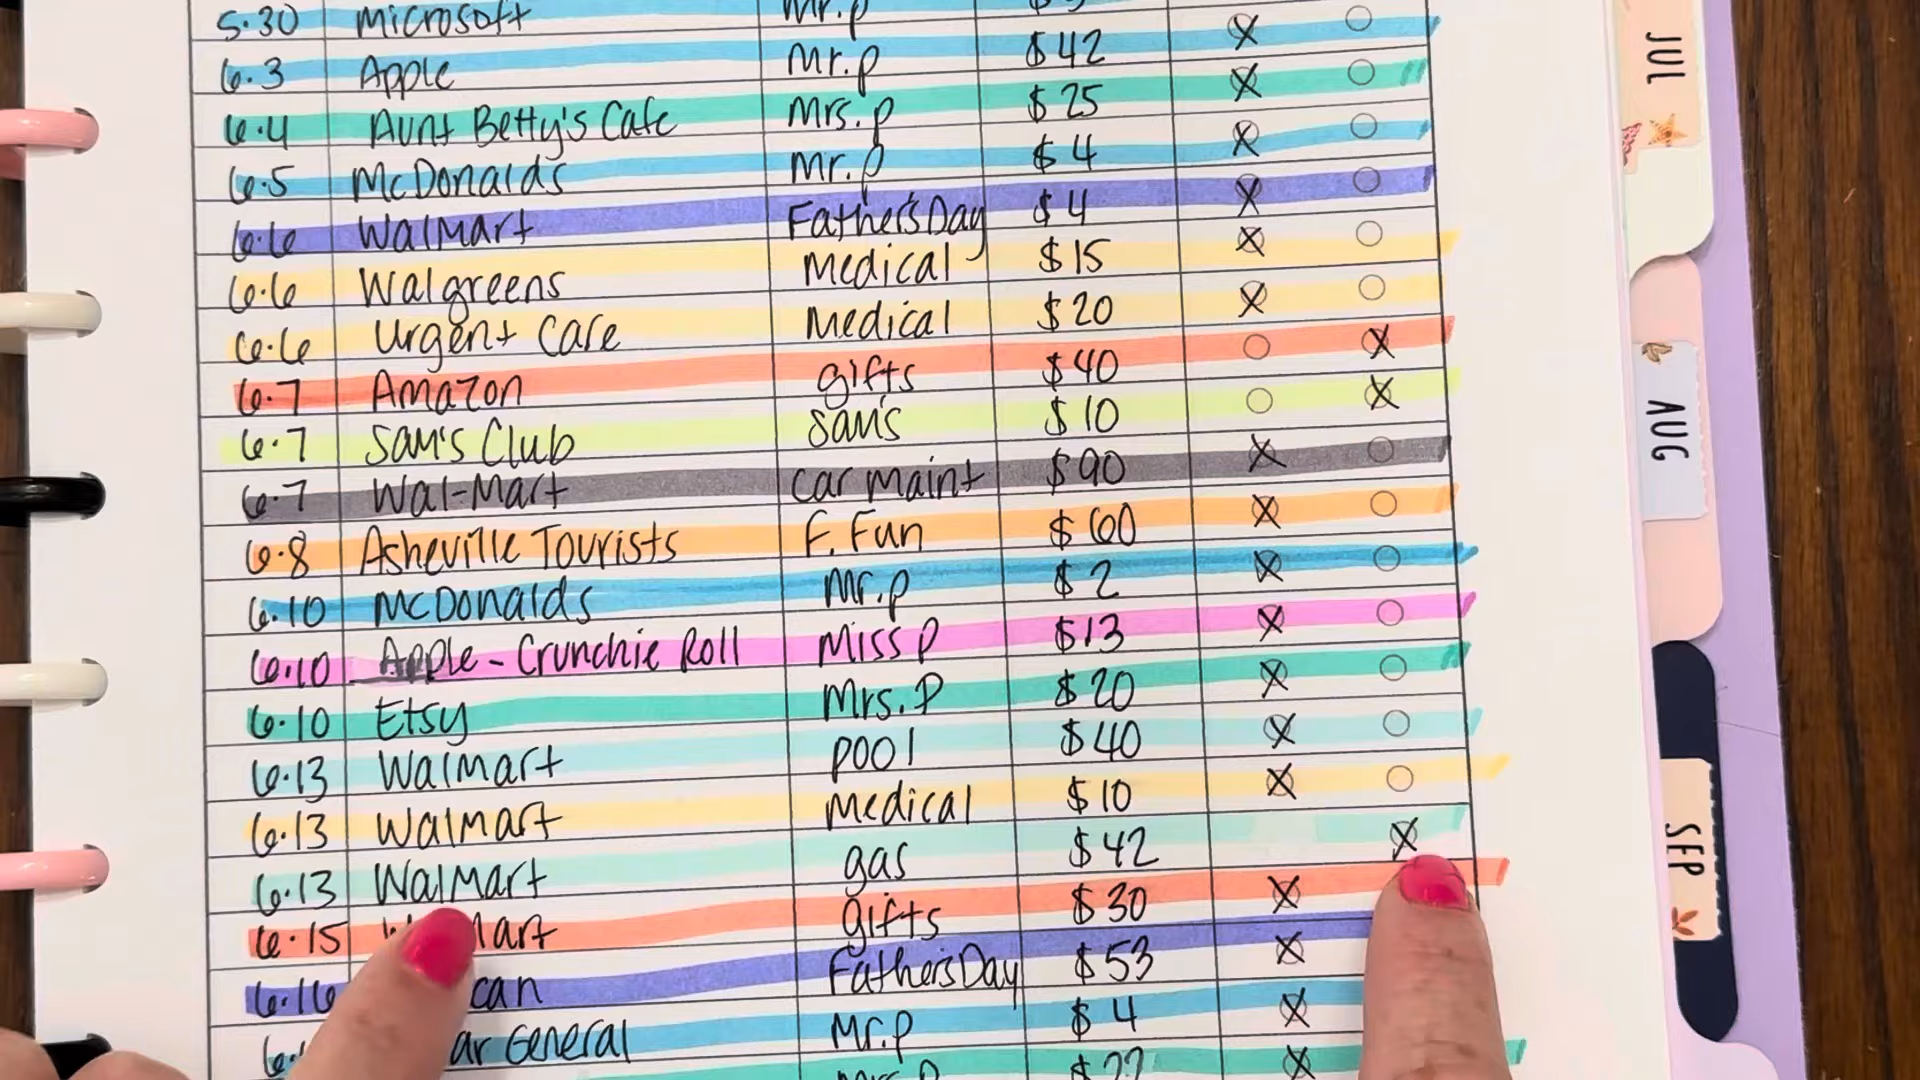 5.30 Microsoft Mr.P
6.3 Apple Mr.P $42
6.4 Aunt Betty's Cafe Mrs.P $25
6.5 McDonalds Mr.P $4
6.6 Walmart Father's Day $4
6.6 Walgreens Medical $15
6.6 Urgent Care Medical $20
6.7 Amazon gifts $40
6.7 Sam's Club Sam's $10
6.7 Wal-Mart Car Maint $90
6.8 Asheville Tourists F. Fun $60
6.10 McDonalds Mr.P $2
6.10 Apple - Crunchie Roll Miss P $13
6.10 Etsy Mrs. P $20
6.13 Walmart pool $40
6.13 Walmart Medical $10
6.13 Walmart gas $42
6.15 gifts $30
6.16 Father's Day $53
General Mr.P $4
JUL
AUG
SEP